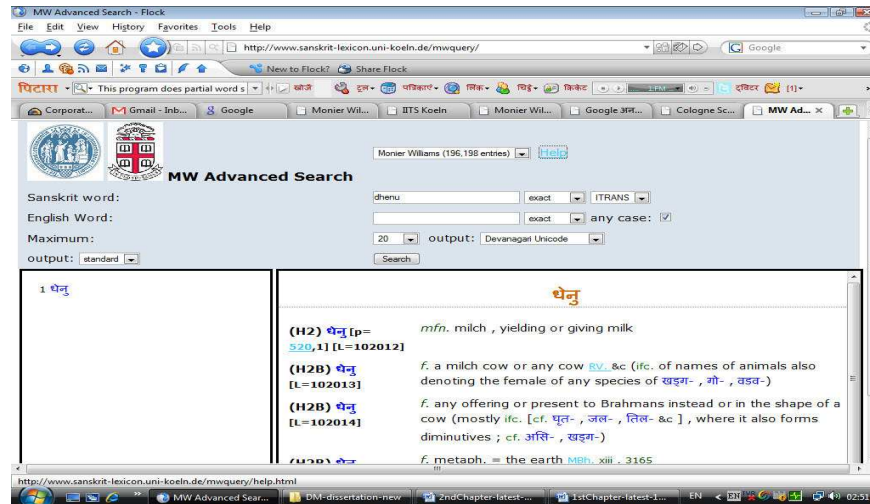 MW Advanced Search - Flock
File Edit View History Favorites Tools Help
http://www.sanskrit-lexicon.uni-koeln.de/mwquery/ Google
New to Flock? Share Flock
पिटारा This program does partial word s खोजें टूल पत्रिकाएं लिंक चिट्ठे क्रिकेट 1.FM ट्विटर [1]
Corporat... Gmail - Inb... Google Monier Wil... IITS Koeln Monier Wil... Google अनु... Cologne Sc... MW Ad...
Monier Williams (196,198 entries) Help
MW Advanced Search
Sanskrit word: dhenu exact ITRANS
English Word: exact any case:
Maximum: 20 output: Devanagari Unicode
output: standard Search
1 धेनु
धेनु
(H2) धेनु [p= 520,1] [L=102012] mfn. milch , yielding or giving milk
(H2B) धेनु [L=102013] f. a milch cow or any cow RV. &c (ifc. of names of animals also
denoting the female of any species of खड्ग- , गो- , वडव-)
(H2B) धेनु [L=102014] f. any offering or present to Brahmans instead or in the shape of a
cow (mostly ifc. [cf. घृत- , जल- , तिल- &c ] , where it also forms
diminutives ; cf. असि- , खड्ग-)
(H2B) धेनु f. metaph. = the earth MBh. xiii , 3165
http://www.sanskrit-lexicon.uni-koeln.de/mwquery/help.html
MW Advanced Sear... DM-dissertation-new 2ndChapter-latest-... 1stChapter-latest-1... EN 02:51